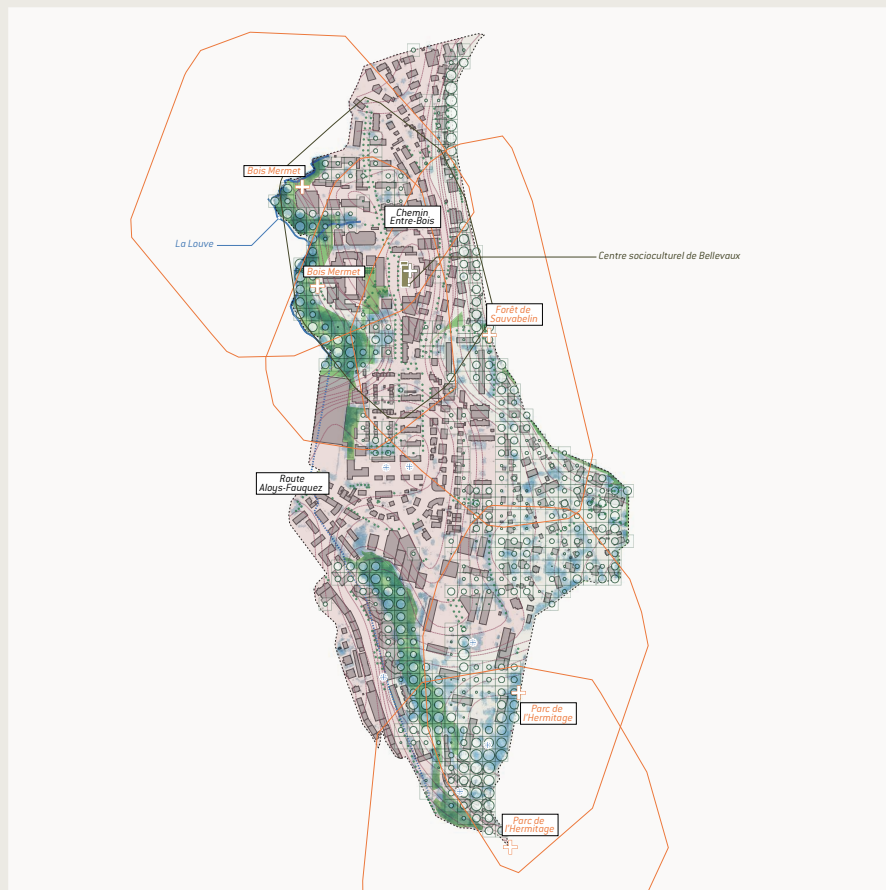 Bois Mermet
Chemin
Entre-Bois
La Louve
Centre socioculturel de Bellevaux
Bois Mermet
Forêt de
Sauvabelin
Route
Aloys-Fauquez
Parc de
l'Hermitage
Parc de
l'Hermitage